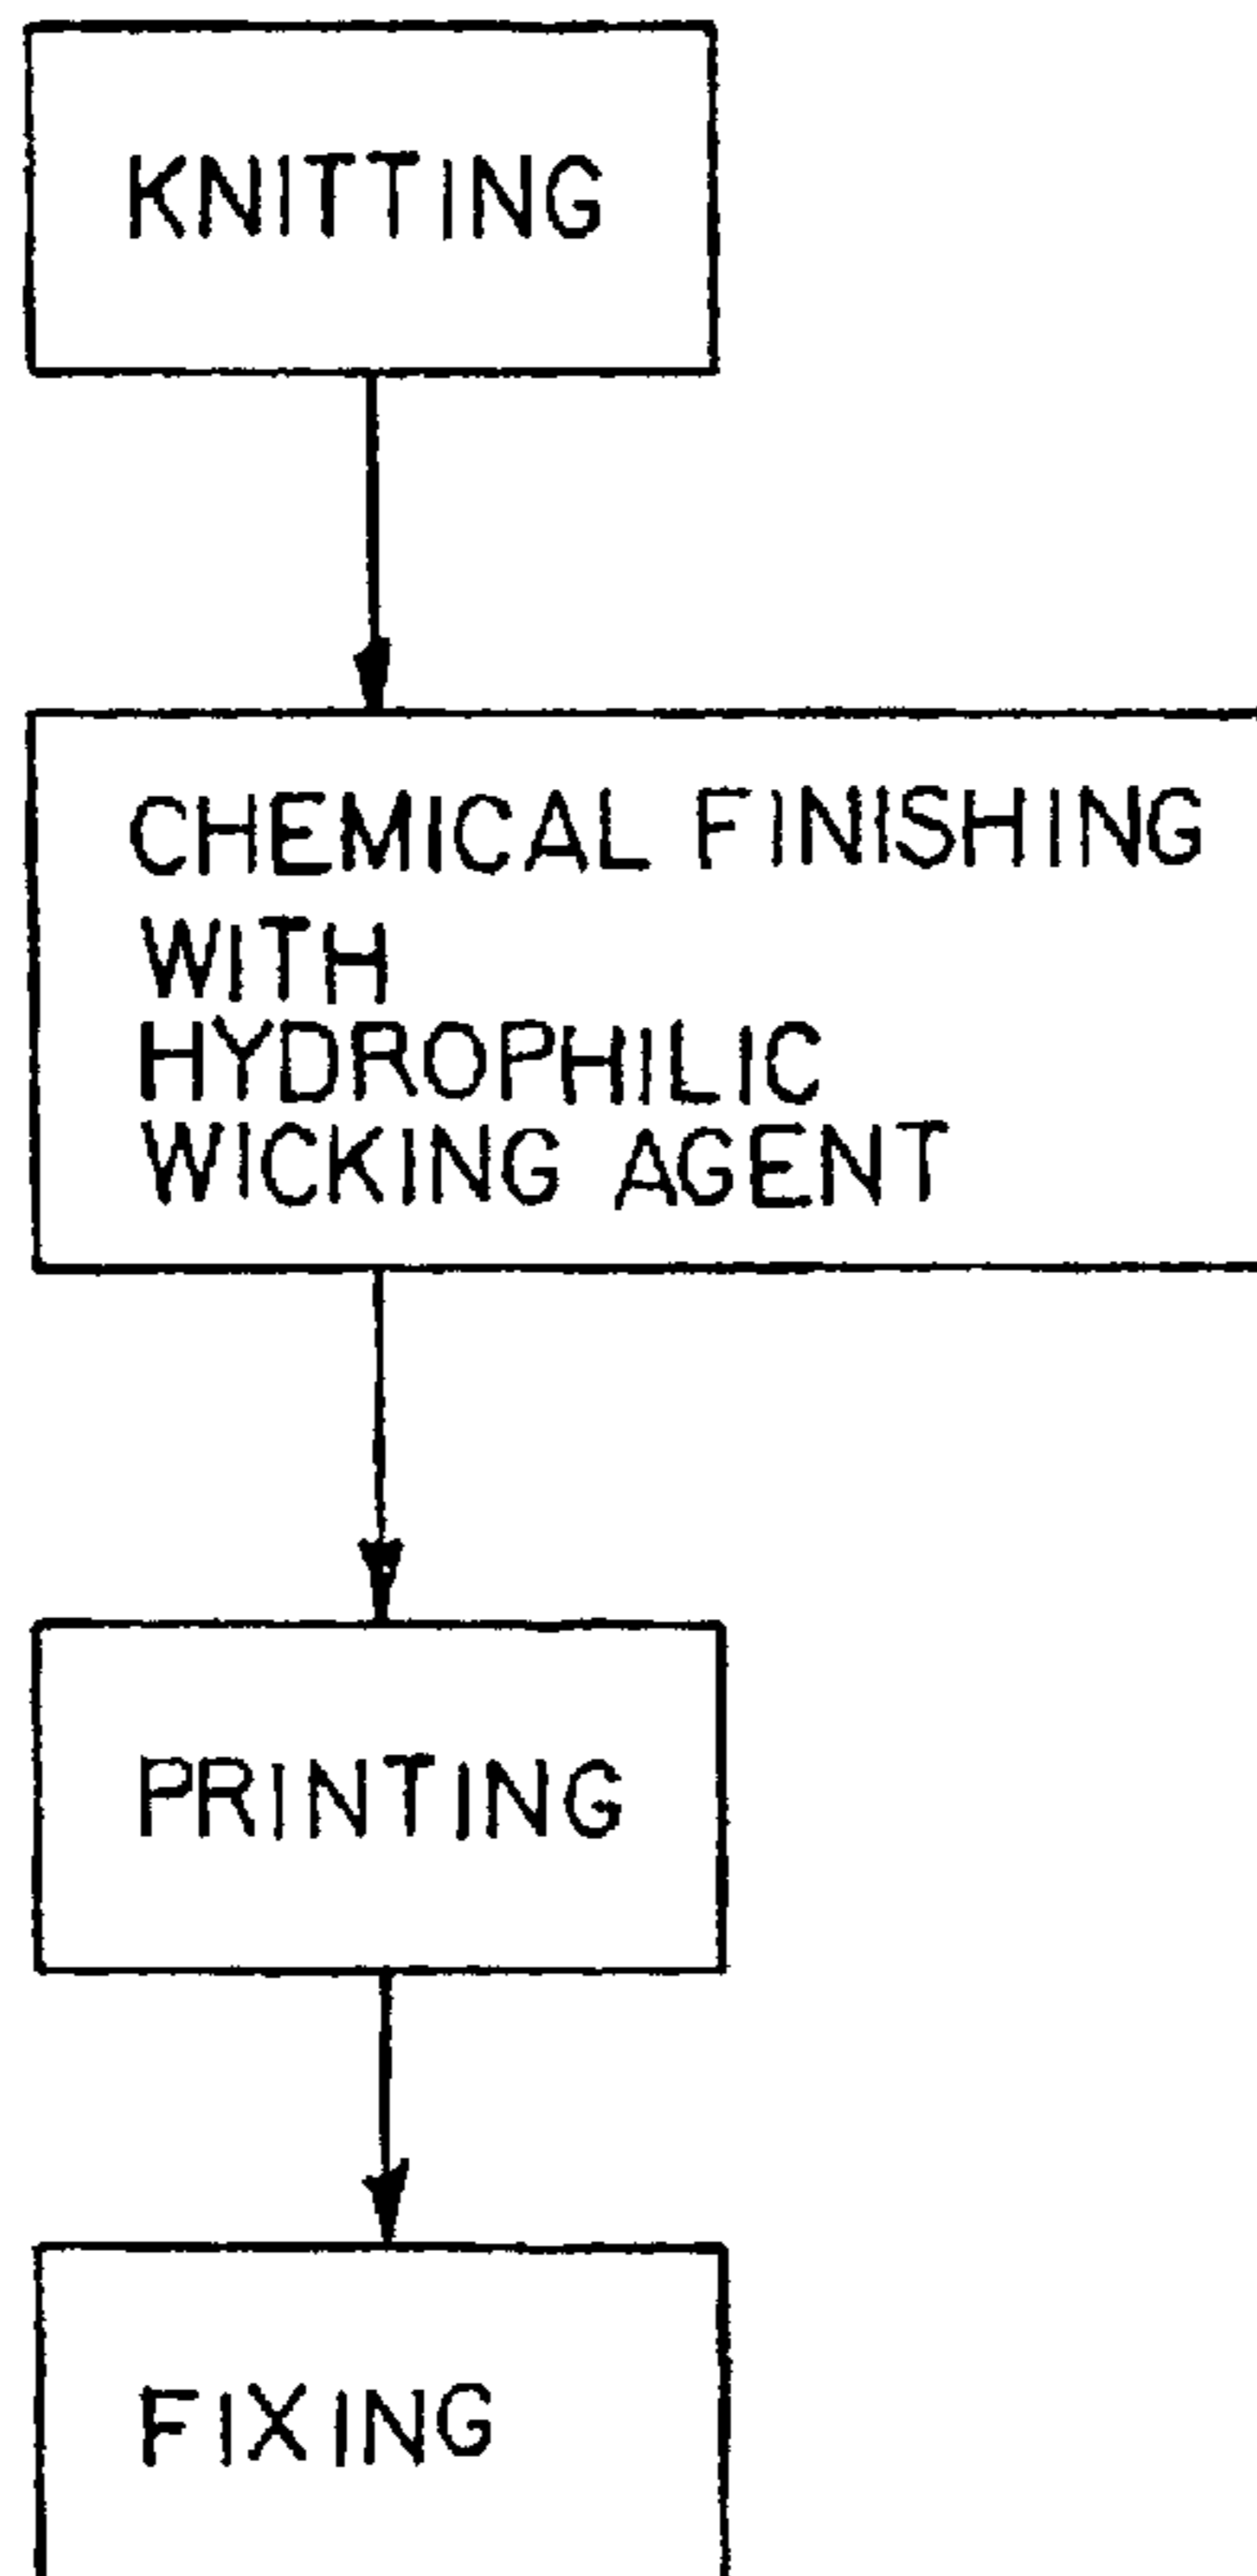 KNITTING
CHEMICAL FINISHING
WITH
HYDROPHILIC
WICKING AGENT
PRINTING
FIXING